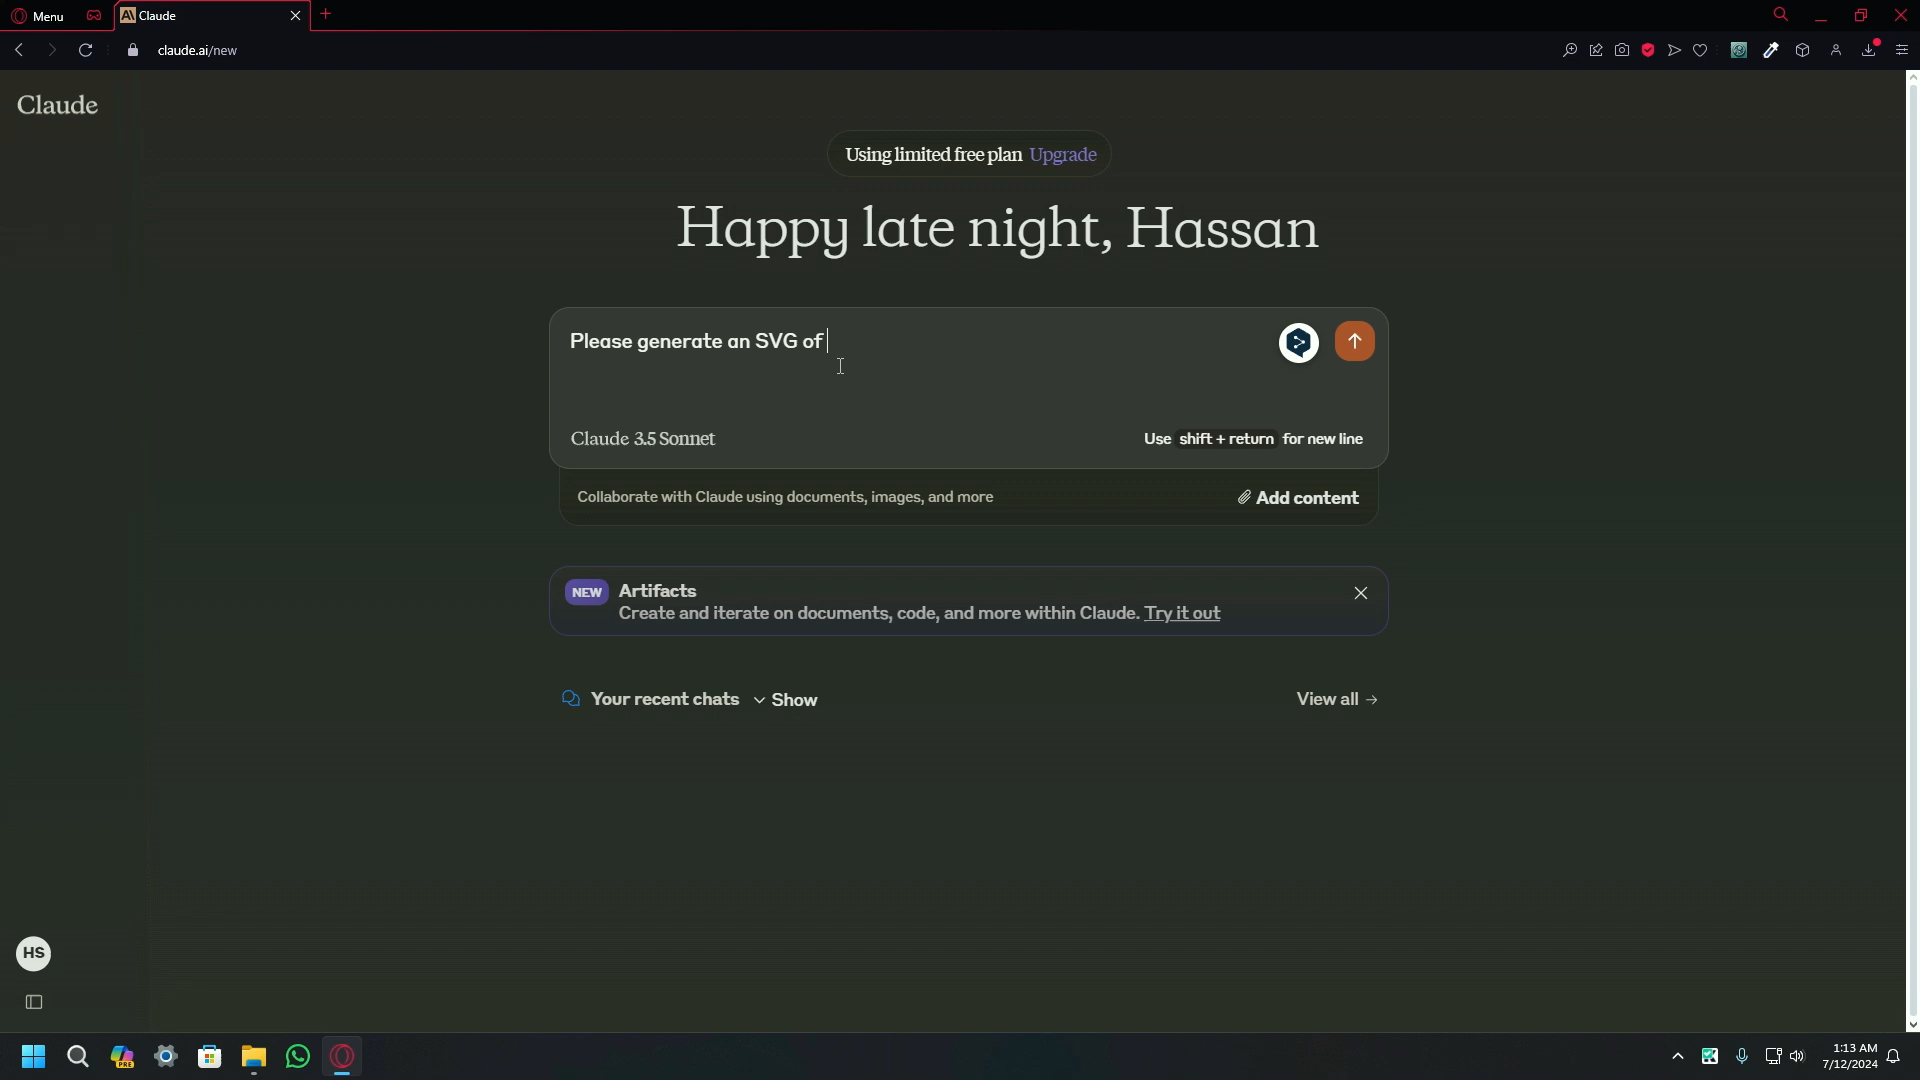 Menu
Claude
claude.ai/new
Claude
Using limited free plan Upgrade
Happy late night, Hassan
Please generate an SVG of
Claude 3.5 Sonnet
Use shift + return for new line
Collaborate with Claude using documents, images, and more
Add content
NEW
Artifacts
Create and iterate on documents, code, and more within Claude. Try it out
Your recent chats
Show
View all →
HS
PRE
1:13 AM
7/12/2024